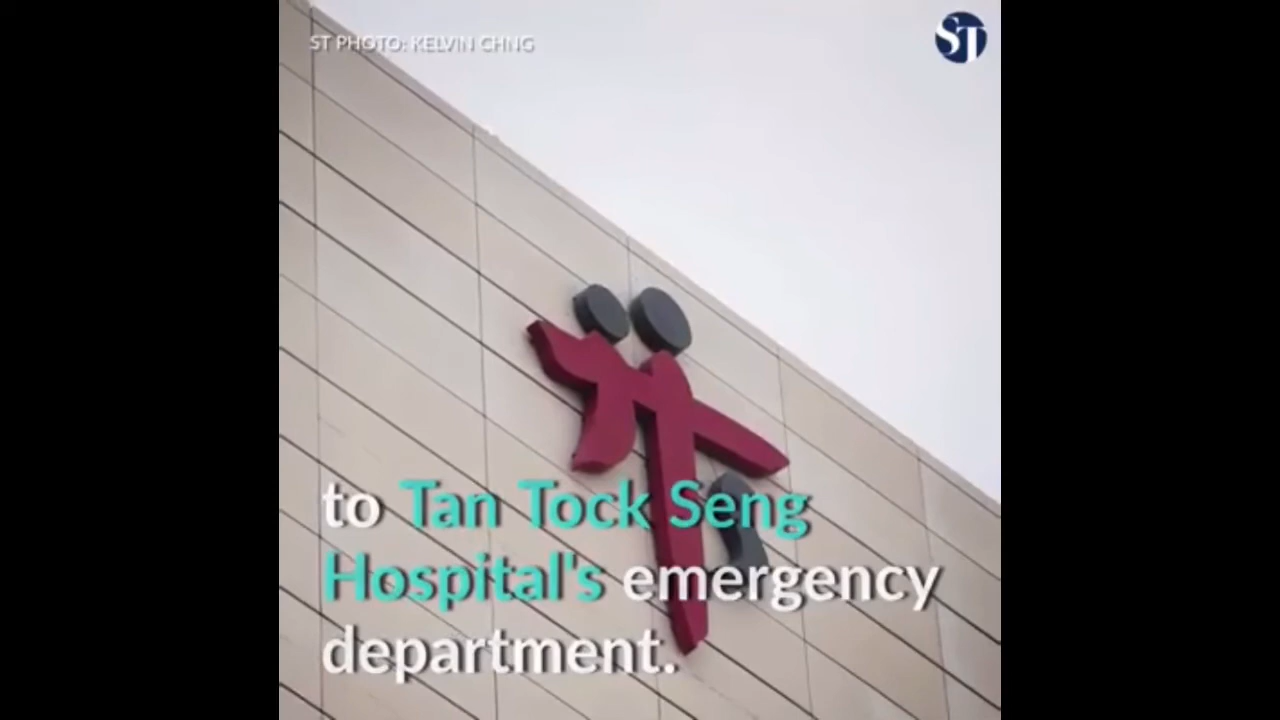 ST PHOTO: KELVIN CHNG
ST
to Tan Tock Seng
Hospital's emergency
department.